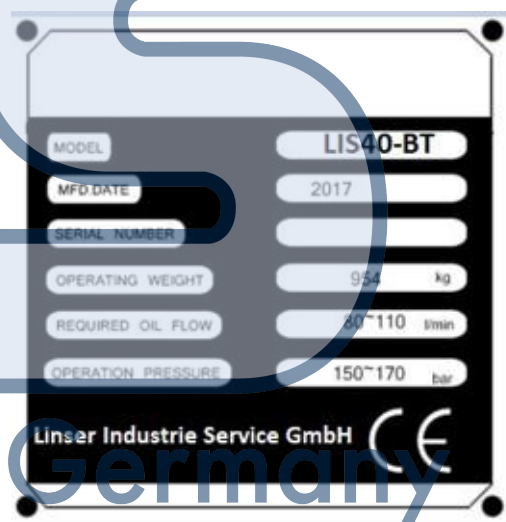 MODEL LIS40-BT
MFD.DATE 2017
SERIAL NUMBER
OPERATING WEIGHT 954 kg
REQUIRED OIL FLOW 80~110 l/min
OPERATION PRESSURE 150~170 bar
Linser Industrie Service GmbH CE
Germany